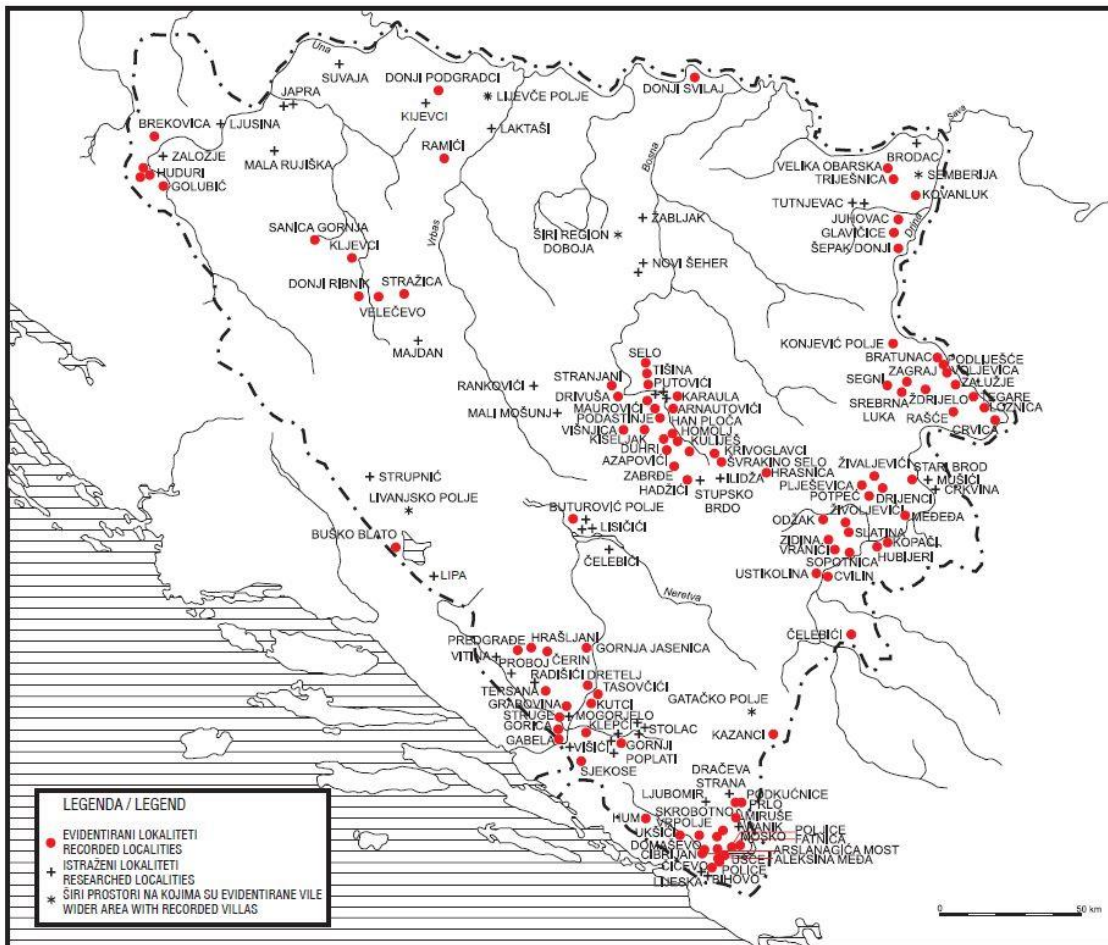 Una
SUVAJA
DONJI PODGRADCI
JAPRA
LIJEVČE POLJE
DONJI SVILAJ
KIJEVCI
BREKOVICA
LJUSINA
LAKTAŠI
Sava
RAMIĆI
BRODAC
ZALOŽJE
MALA RUJIŠKA
HUDURI
GOLUBIĆ
Bosna
VELIKA OBARSKA
TRIJEŠNICA
SEMBERIJA
KOVANLUK
TUTNJEVAC
Vrbas
ŽABLJAK
JUHOVAC
GLAVIČICE
Drina
ŠEPAK DONJI
SANICA GORNJA
KLJEVCI
ŠIRI REGION
DOBOJA
NOVI ŠEHER
DONJI RIBNIK
STRAŽICA
VELEČEVO
MAJDAN
KONJEVIĆ POLJE
BRATUNAC
PODLIJEŠĆE
ZAGRAJ
VOLJEVICA
SEGNI
ZALUŽJE
ŽDRIJELO
TEGARE
SREBRNA
LUKA
LOZNICA
RAŠĆE
CRVICA
SELO
TIŠINA
STRANJANI
PUTOVIĆI
RANKOVIĆI
DRIVUŠA
KARAULA
MAUROVIĆI
ARNAUTOVIĆI
MALI MOŠUNJ
PODASTINJE
HAN PLOČA
VIŠNJICA
HOMOLJ
KISELJAK
KULIJEŠ
DUHRI
KRIVOGLAVCI
AZAPOVIĆI
ŠVRAKINO SELO
ZABRĐE
HRASNICA
HADŽIĆI
ILIDŽA
STUPSKO
BRDO
ŽIVALJEVIĆI
STARI BROD
PLJEŠEVICA
MUŠIĆI
CRKVINA
POTPEĆ
DRIJENCI
ŽIVOLJEVIĆI
MEĐEĐA
ODŽAK
SLATINA
ZIDINA
KOPAČI
VRANIĆI
HUBIJERI
SOPOTNICA
USTIKOLINA
CVILIN
ČELEBIĆI
STRUPNIĆ
LIVANJSKO POLJE
BUŠKO BLATO
LIPA
BUTUROVIĆ POLJE
LISIČIĆI
ČELEBIĆI
Neretva
PREDGRAĐE
HRAŠLJANI
GORNJA JASENICA
VITINA
PROBOJ
ČERIN
RADIŠIĆI
DRETELJ
TERSANA
TASOVČIĆI
GRABOVINA
KUTCI
STRUGE
MOGORJELO
GORICA
KLEPCI
STOLAC
GABELA
VIŠIĆI
GORNJI
POPLATI
SJEKOSE
GATAČKO POLJE
KAZANCI
DRAČEVA
STRANA
LJUBOMIR
PODKUĆNICE
PRLO
SKROBOTNO
MIRUŠE
HUM
VRPOLJE
PANIK
POLJICE
UKŠIĆI
MOSKO
FATNICA
DOMAŠEVO
ARSLANAGIĆA MOST
CIBRIJAN
UŠĆE
ALEKSINA MEĐA
ČIČEVO
POLICE
LIJESKA
BIHOVO
LEGENDA / LEGEND
EVIDENTIRANI LOKALITETI
RECORDED LOCALITIES
ISTRAŽENI LOKALITETI
RESEARCHED LOCALITIES
ŠIRI PROSTORI NA KOJIMA SU EVIDENTIRANE VILE
WIDER AREA WITH RECORDED VILLAS
0 50 km